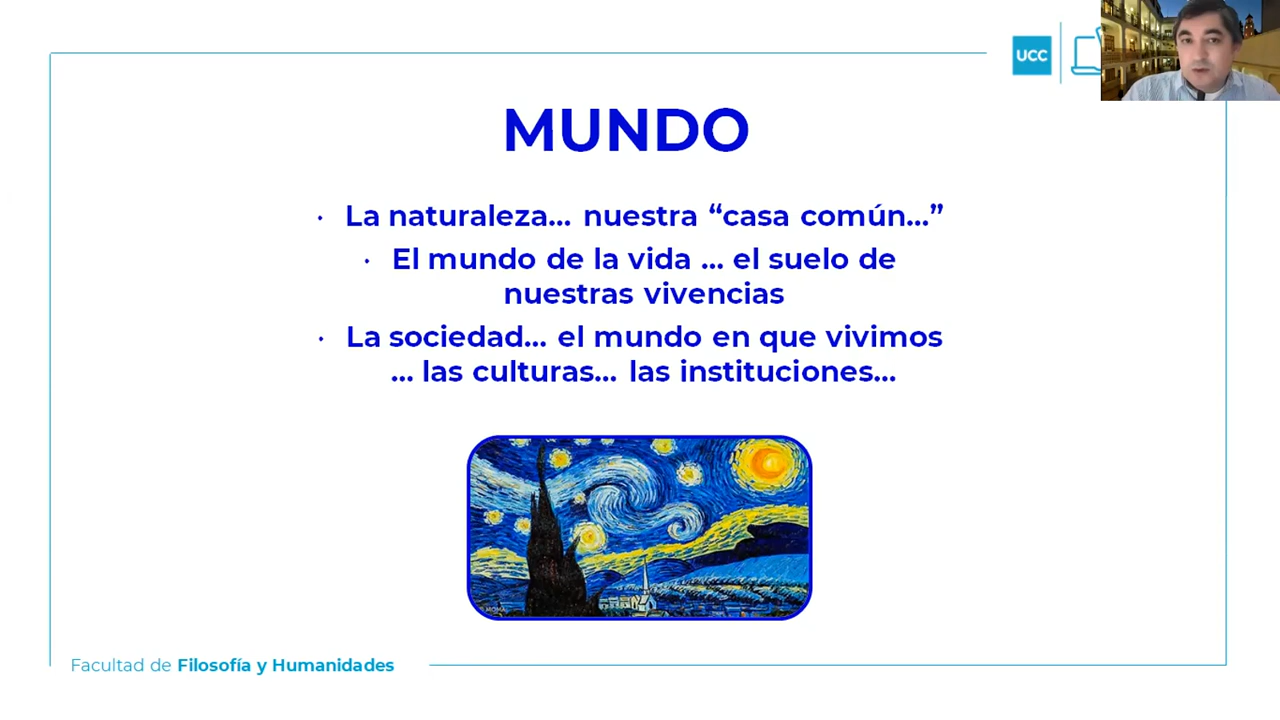 UCC
MUNDO
· La naturaleza... nuestra “casa común...”
· El mundo de la vida ... el suelo de
nuestras vivencias
· La sociedad... el mundo en que vivimos
... las culturas... las instituciones...
MOMA
Facultad de Filosofía y Humanidades